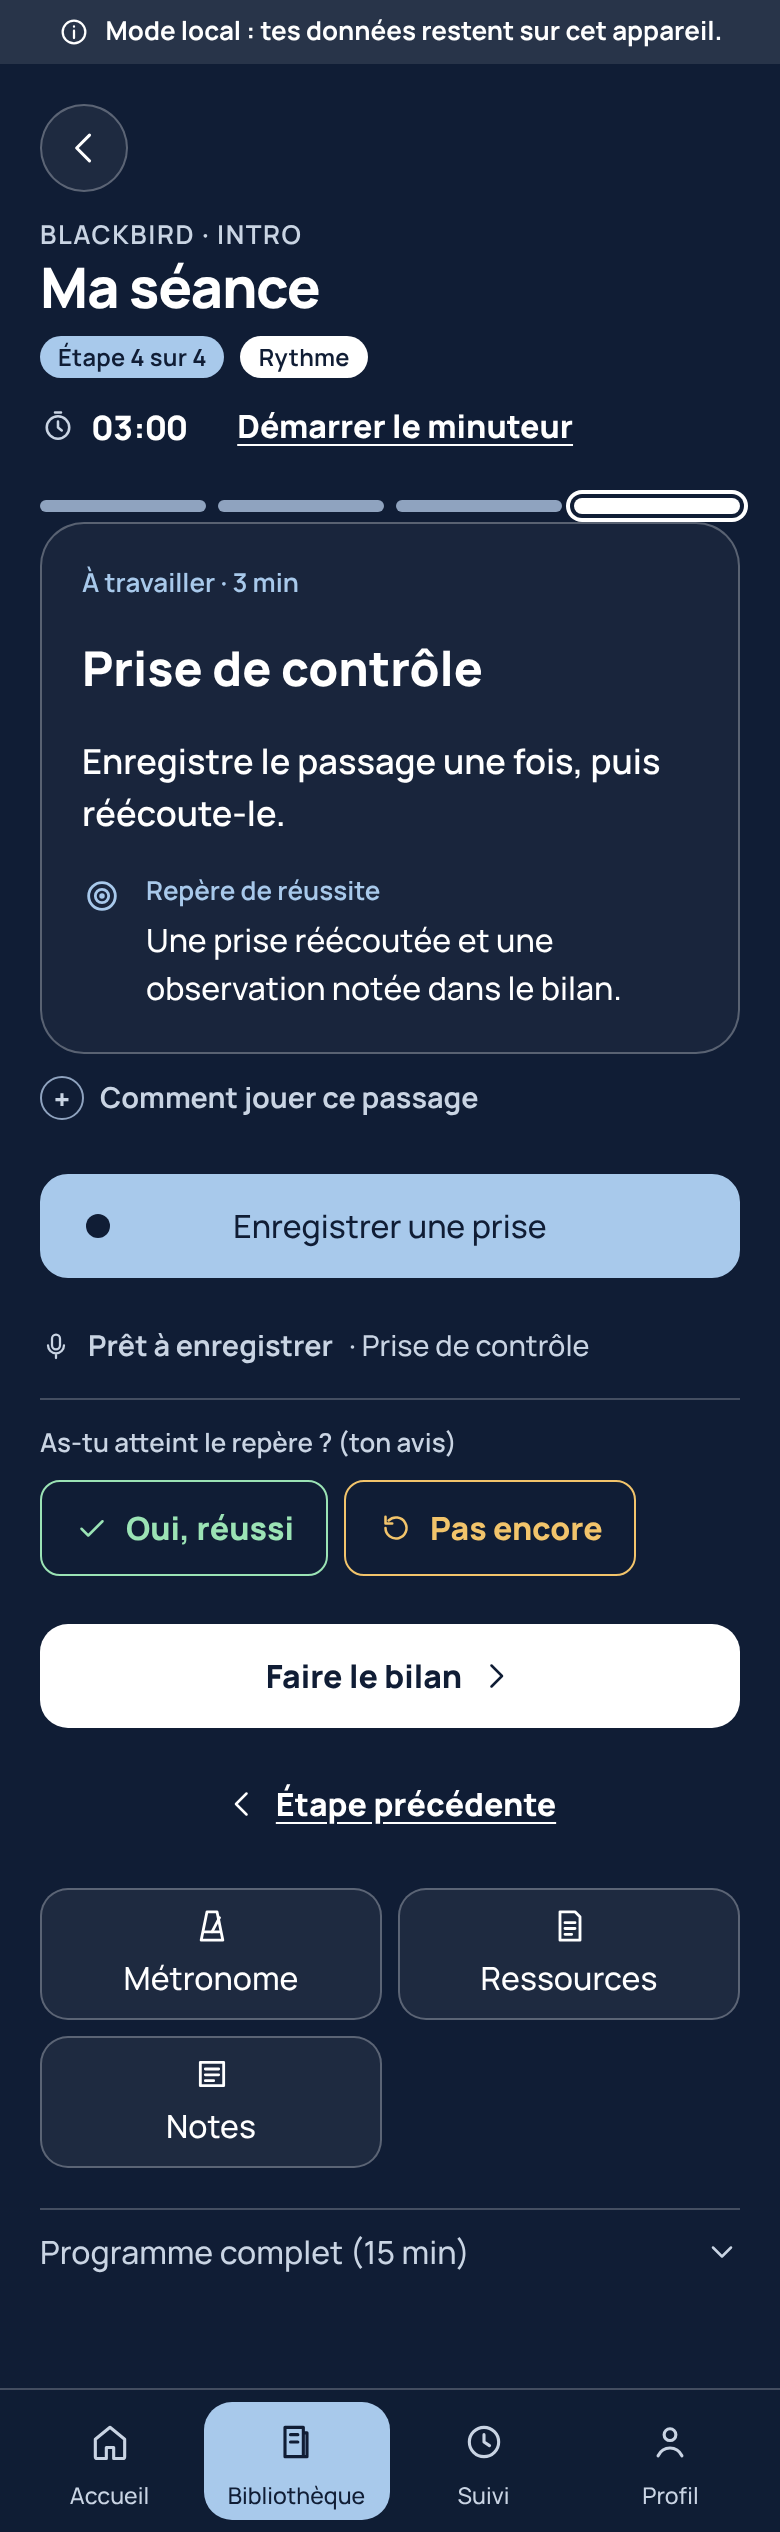 Mode local : tes données restent sur cet appareil.
BLACKBIRD · INTRO
Ma séance
Étape 4 sur 4
Rythme
03:00
Démarrer le minuteur
À travailler · 3 min
Prise de contrôle
Enregistre le passage une fois, puis
réécoute-le.
Repère de réussite
Une prise réécoutée et une
observation notée dans le bilan.
Comment jouer ce passage
Enregistrer une prise
Prêt à enregistrer · Prise de contrôle
As-tu atteint le repère ? (ton avis)
Oui, réussi
Pas encore
Faire le bilan
Étape précédente
Métronome
Ressources
Notes
Programme complet (15 min)
Accueil
Bibliothèque
Suivi
Profil